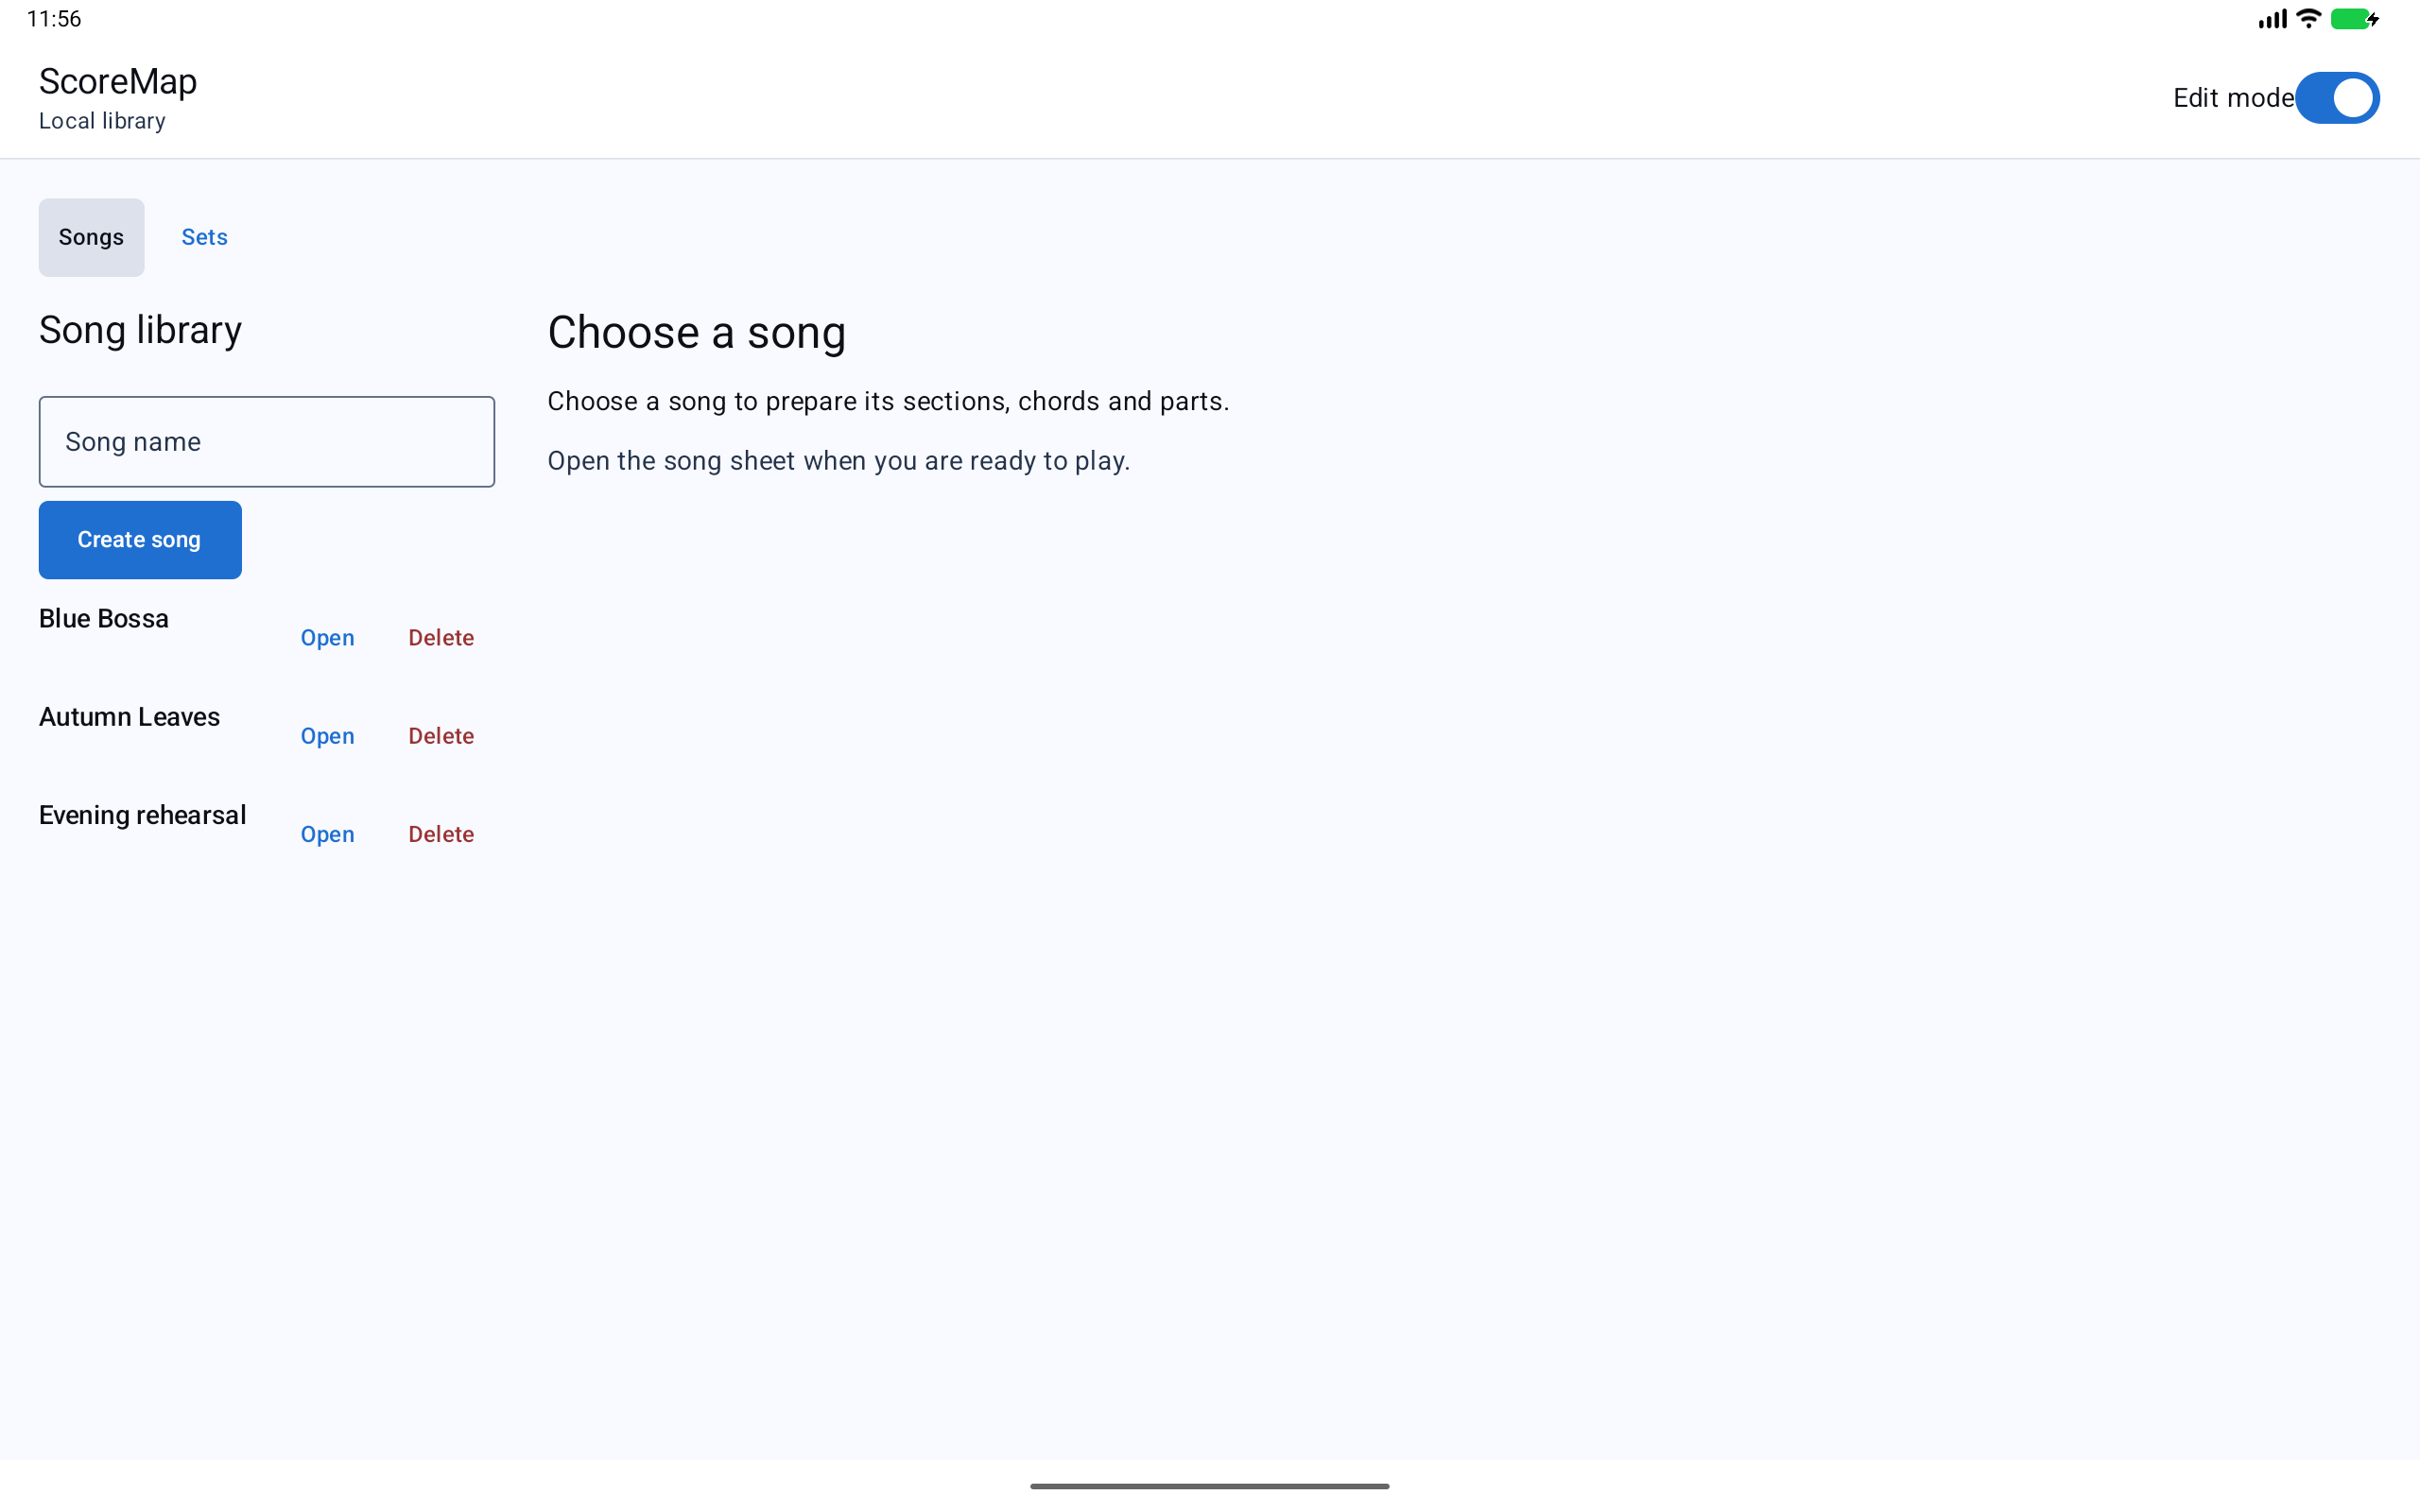 11:56
ScoreMap
Local library
Edit mode
Songs
Sets
Song library
Song name
Create song
Blue Bossa
Open
Delete
Autumn Leaves
Open
Delete
Evening rehearsal
Open
Delete
Choose a song
Choose a song to prepare its sections, chords and parts.
Open the song sheet when you are ready to play.